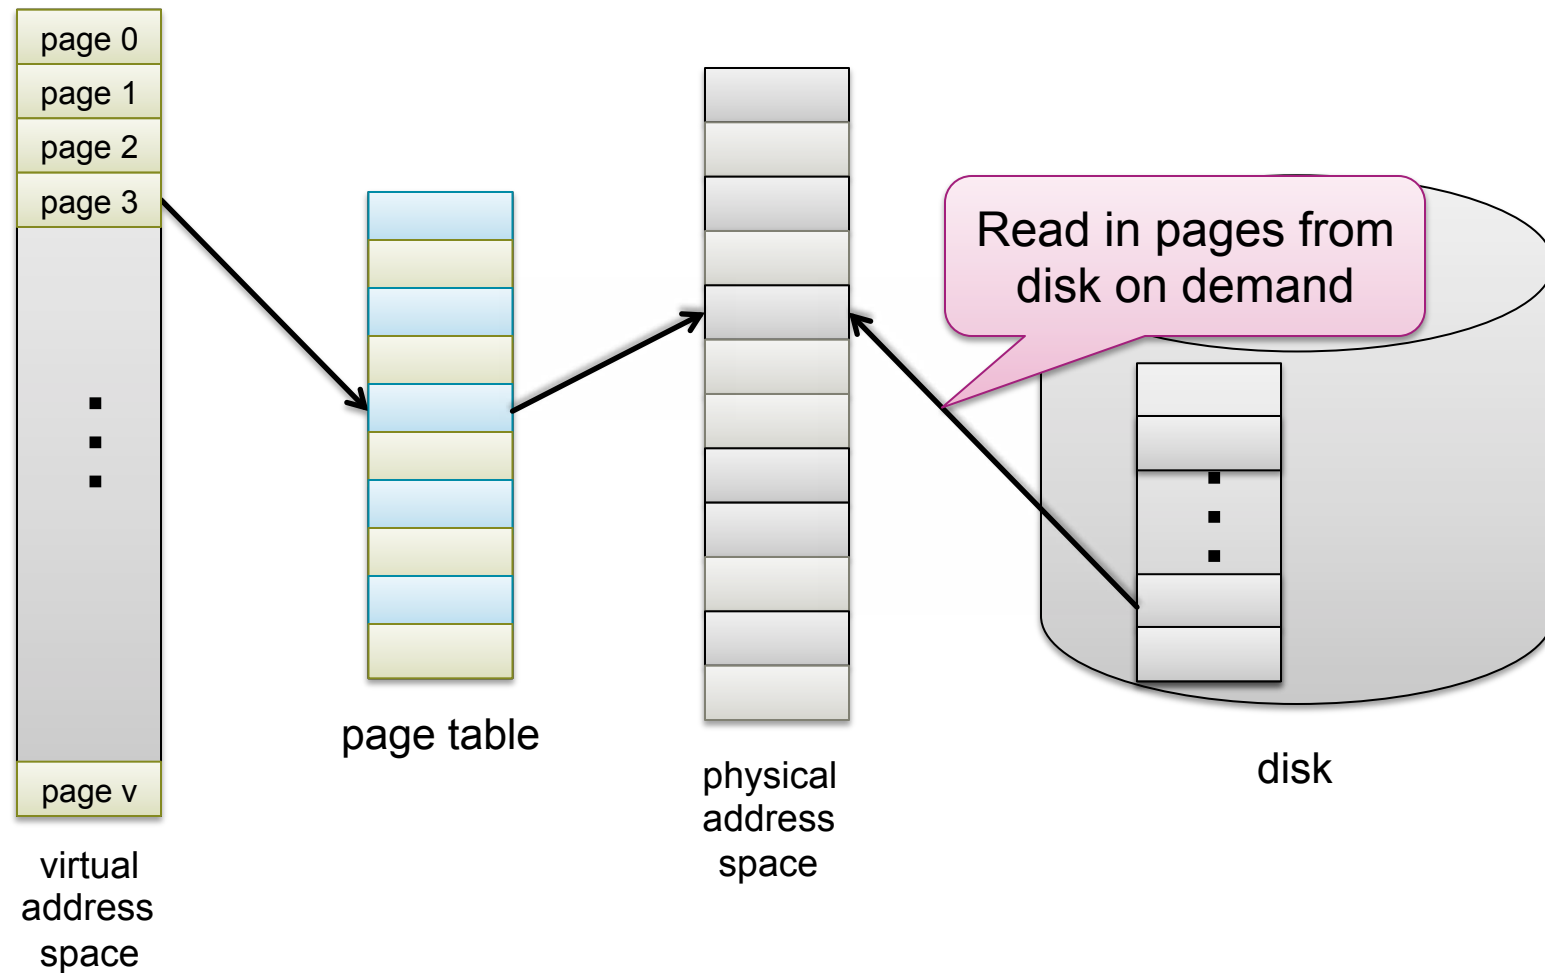 page 0
page 1
page 2
page 3
page v
virtual
address
space
page table
physical
address
space
Read in pages from
disk on demand
disk